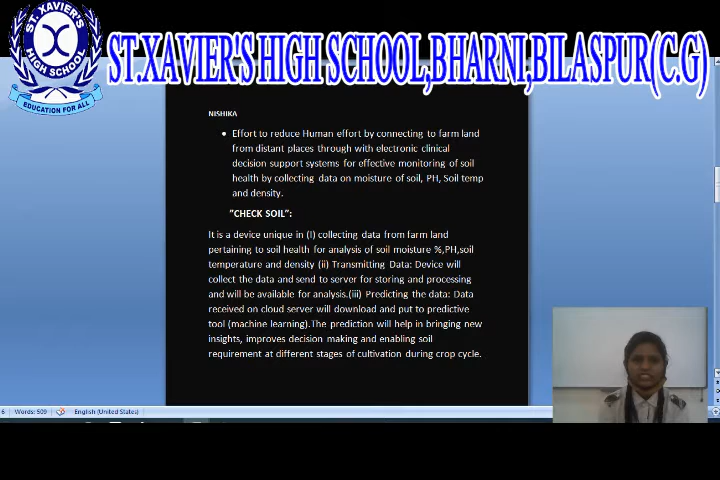 ST. XAVIER'S
HIGH SCHOOL
EDUCATION FOR ALL
ST.XAVIER'S HIGH SCHOOL,BHARNI,BILASPUR(C.G)
NISHIKA
• Effort to reduce Human effort by connecting to farm land
from distant places through with electronic clinical
decision support systems for effective monitoring of soil
health by collecting data on moisture of soil, PH, Soil temp
and density.
"CHECK SOIL":
It is a device unique in (I) collecting data from farm land
pertaining to soil health for analysis of soil moisture %,PH,soil
temperature and density (ii) Transmitting Data: Device will
collect the data and send to server for storing and processing
and will be available for analysis.(iii) Predicting the data: Data
received on cloud server will download and put to predictive
tool (machine learning).The prediction will help in bringing new
insights, improves decision making and enabling soil
requirement at different stages of cultivation during crop cycle.
6 Words: 509 English (United States)